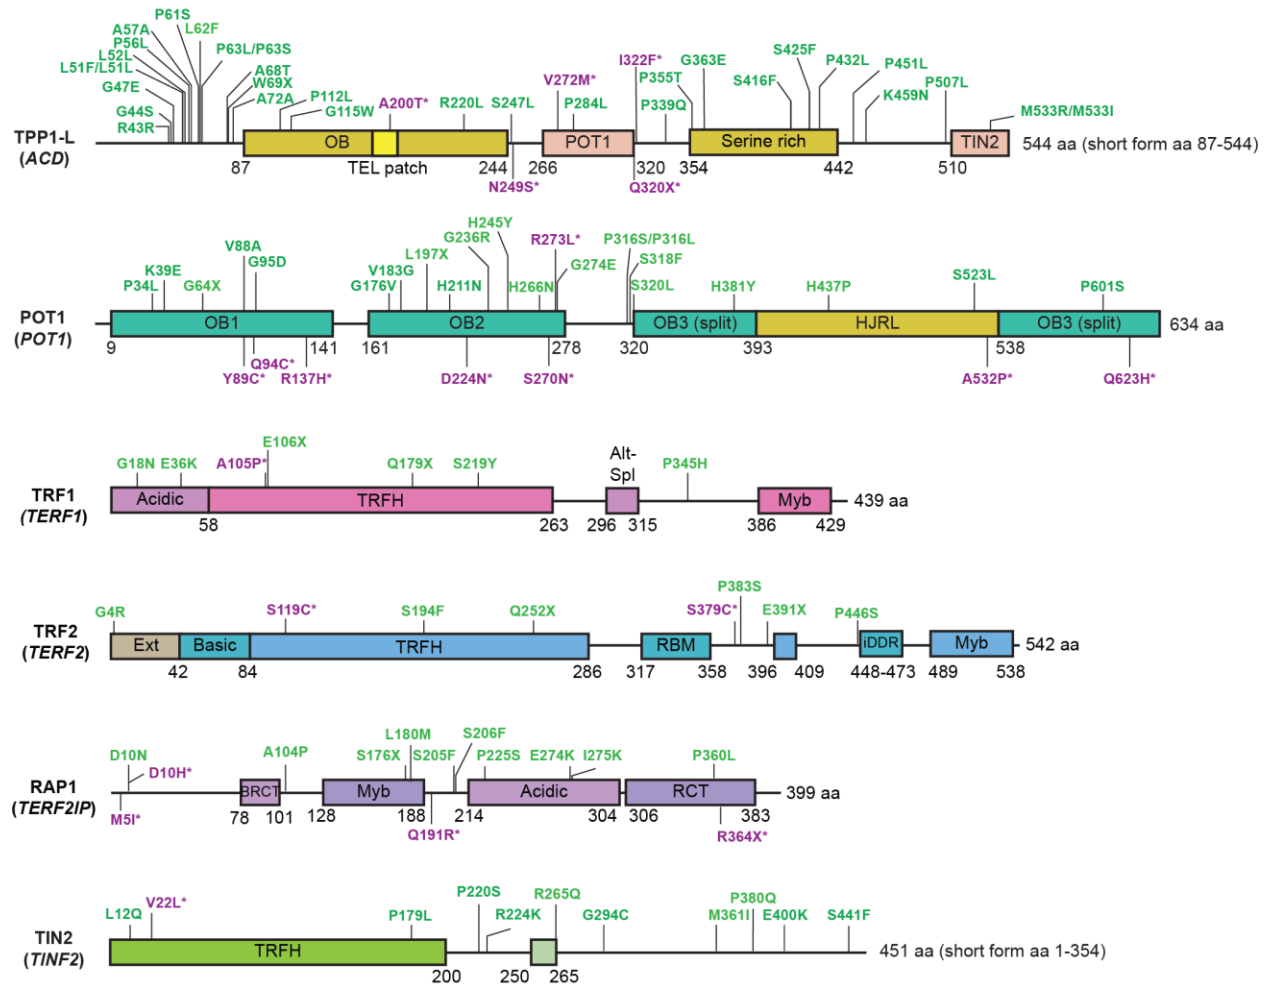 P61S
A57A
L62F
P56L
P63L/P63S
L52L
L51F/L51L
A68T
G47E
W69X
A72A
G44S
R43R
P112L
G115W
A200T*
R220L
S247L
V272M*
P284L
I322F*
P355T
P339Q
G363E
S425F
S416F
P432L
P451L
K459N
P507L
M533R/M533I
TPP1-L
(ACD)
OB
POT1
Serine rich
TIN2
544 aa (short form aa 87-544)
87
TEL patch
244
266
320
354
442
510
N249S*
Q320X*
H245Y
G236R
R273L*
P316S/P316L
V88A
G95D
K39E
P34L
G64X
V183G
G176V
L197X
H211N
H266N
G274E
S318F
S320L
H381Y
H437P
S523L
P601S
POT1
(POT1)
OB1
OB2
OB3 (split)
HJRL
OB3 (split)
634 aa
9
141
161
278
320
393
538
Q94C*
Y89C*
R137H*
D224N*
S270N*
A532P*
Q623H*
E106X
G18N
E36K
A105P*
Q179X
S219Y
Alt-
Spl
P345H
TRF1
(TERF1)
Acidic
TRFH
Myb
439 aa
58
263
296
315
386
429
P383S
G4R
S119C*
S194F
Q252X
S379C*
E391X
P446S
TRF2
(TERF2)
Ext
Basic
TRFH
RBM
iDDR
Myb
542 aa
42
84
286
317
358
396
409
448-473
489
538
L180M
S206F
D10N
D10H*
A104P
S176X
S205F
P225S
E274K
I275K
P360L
RAP1
(TERF2IP)
BRCT
Myb
Acidic
RCT
399 aa
M5I*
78
101
128
188
214
304
306
383
Q191R*
R364X*
L12Q
V22L*
P179L
P220S
R224K
R265Q
G294C
P380Q
M361I
E400K
S441F
TIN2
(TINF2)
TRFH
451 aa (short form aa 1-354)
200
250
265